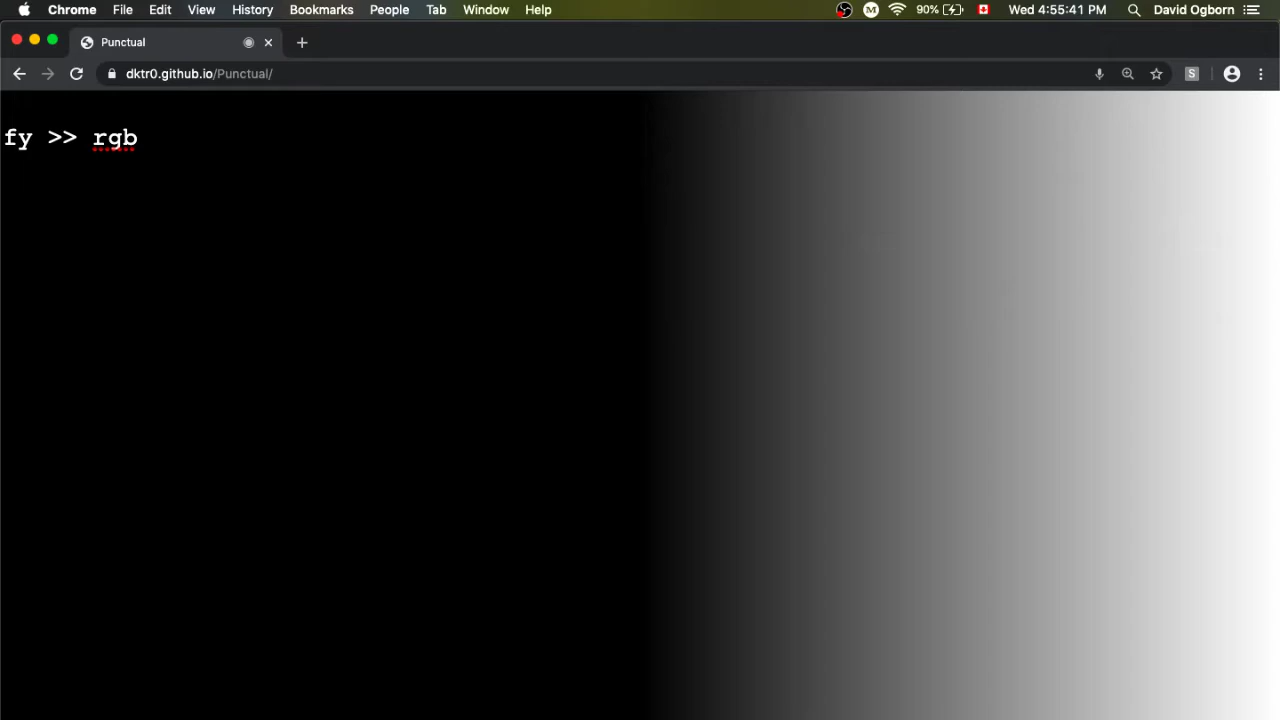 Chrome File Edit View History Bookmarks People Tab Window Help M 90% Wed 4:55:41 PM David Ogborn
Punctual
dktr0.github.io/Punctual/ S
fy >> rgb